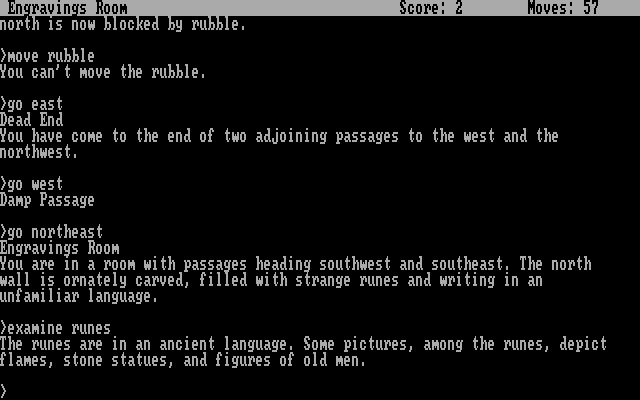 Engravings Room Score: 2 Moves: 57
north is now blocked by rubble.
>move rubble
You can't move the rubble.
>go east
Dead End
You have come to the end of two adjoining passages to the west and the
northwest.
>go west
Damp Passage
>go northeast
Engravings Room
You are in a room with passages heading southwest and southeast. The north
wall is ornately carved, filled with strange runes and writing in an
unfamiliar language.
>examine runes
The runes are in an ancient language. Some pictures, among the runes, depict
flames, stone statues, and figures of old men.
>